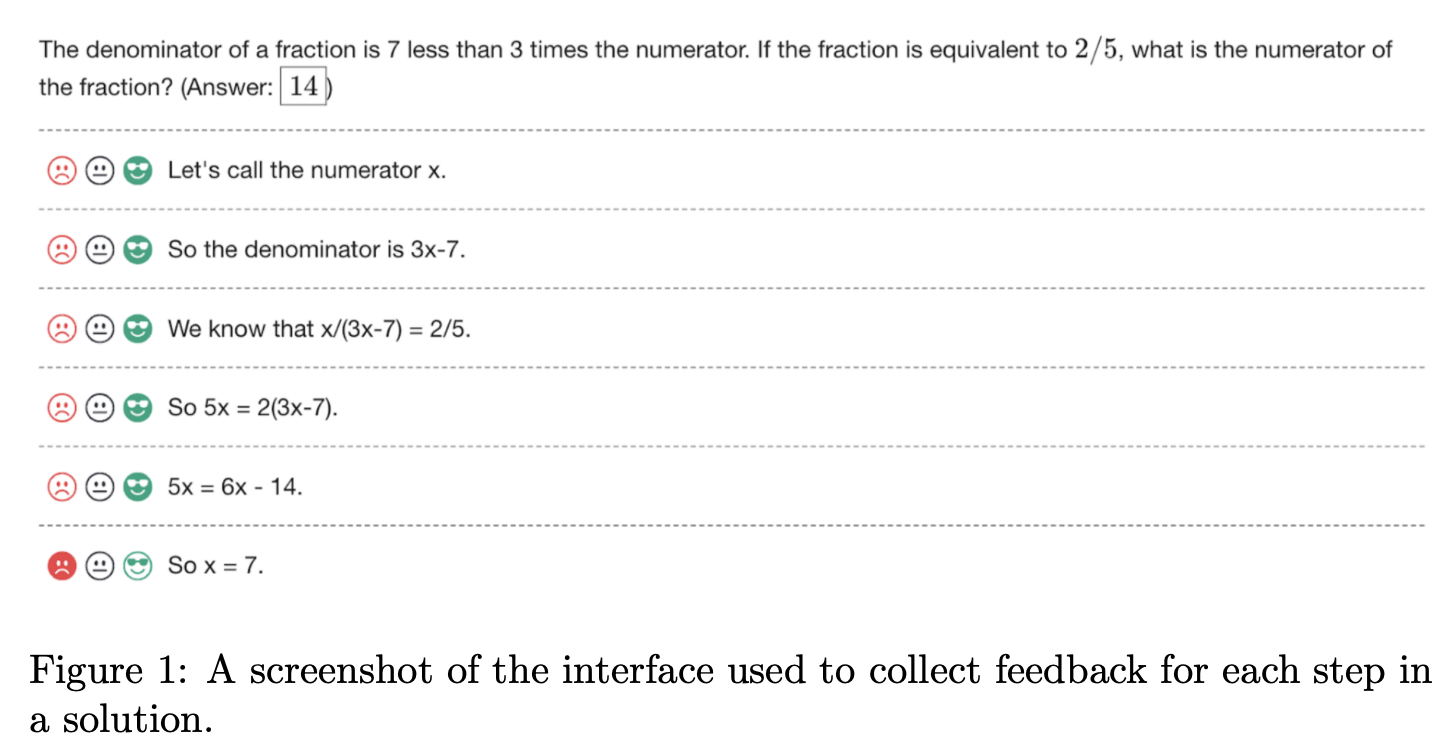 The denominator of a fraction is 7 less than 3 times the numerator. If the fraction is equivalent to 2/5, what is the numerator of
the fraction? (Answer: 14)
Let's call the numerator x.
So the denominator is 3x-7.
We know that x/(3x-7) = 2/5.
So 5x = 2(3x-7).
5x = 6x - 14.
So x = 7.
Figure 1: A screenshot of the interface used to collect feedback for each step in
a solution.